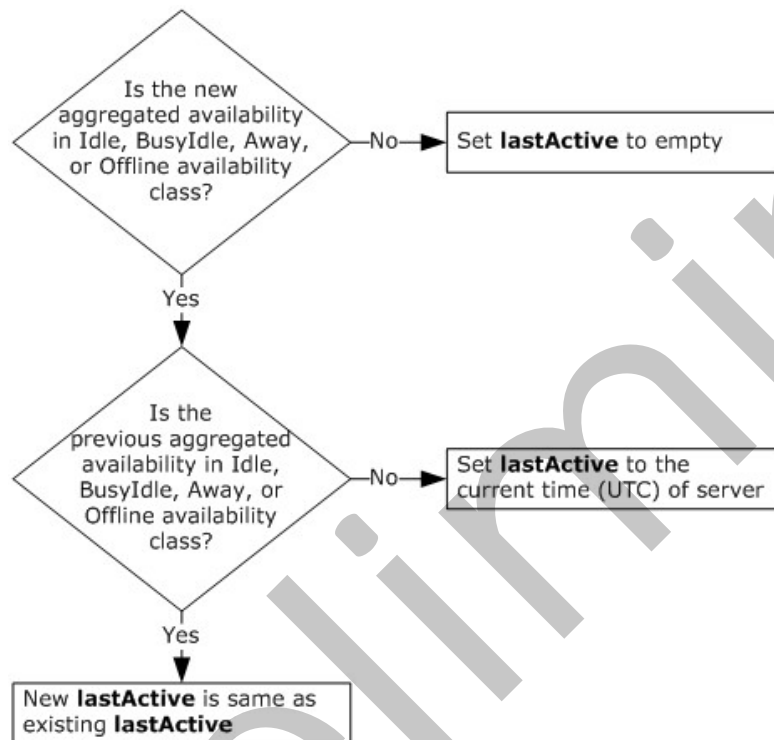 Is the new
aggregated availability
in Idle, BusyIdle, Away,
or Offline availability
class?
No
Set lastActive to empty
Yes
Is the
previous aggregated
availability in Idle,
BusyIdle, Away, or
Offline availability
class?
No
Set lastActive to the
current time (UTC) of server
Yes
New lastActive is same as
existing lastActive